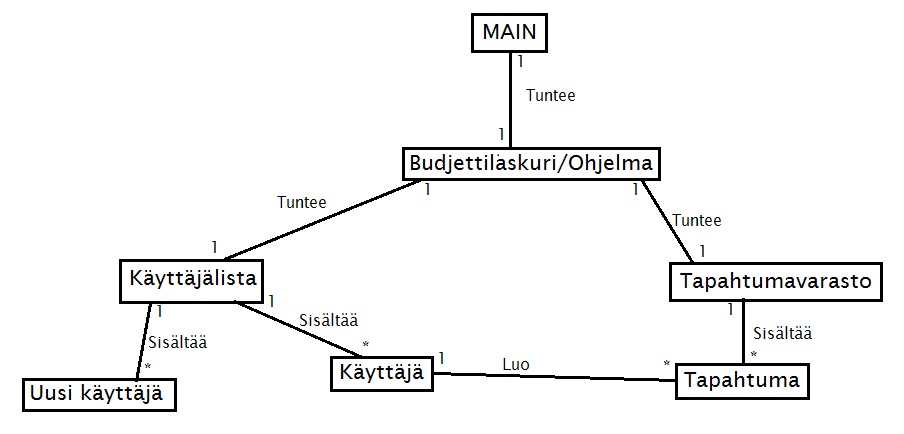 MAIN
1
Tuntee
1
Budjettilaskuri/Ohjelma
1 1
Tuntee Tuntee
1 1
Käyttäjälista Tapahtumavarasto
1 1 1
Sisältää Sisältää Sisältää
* * *
Käyttäjä 1 Luo * Tapahtuma
Uusi käyttäjä